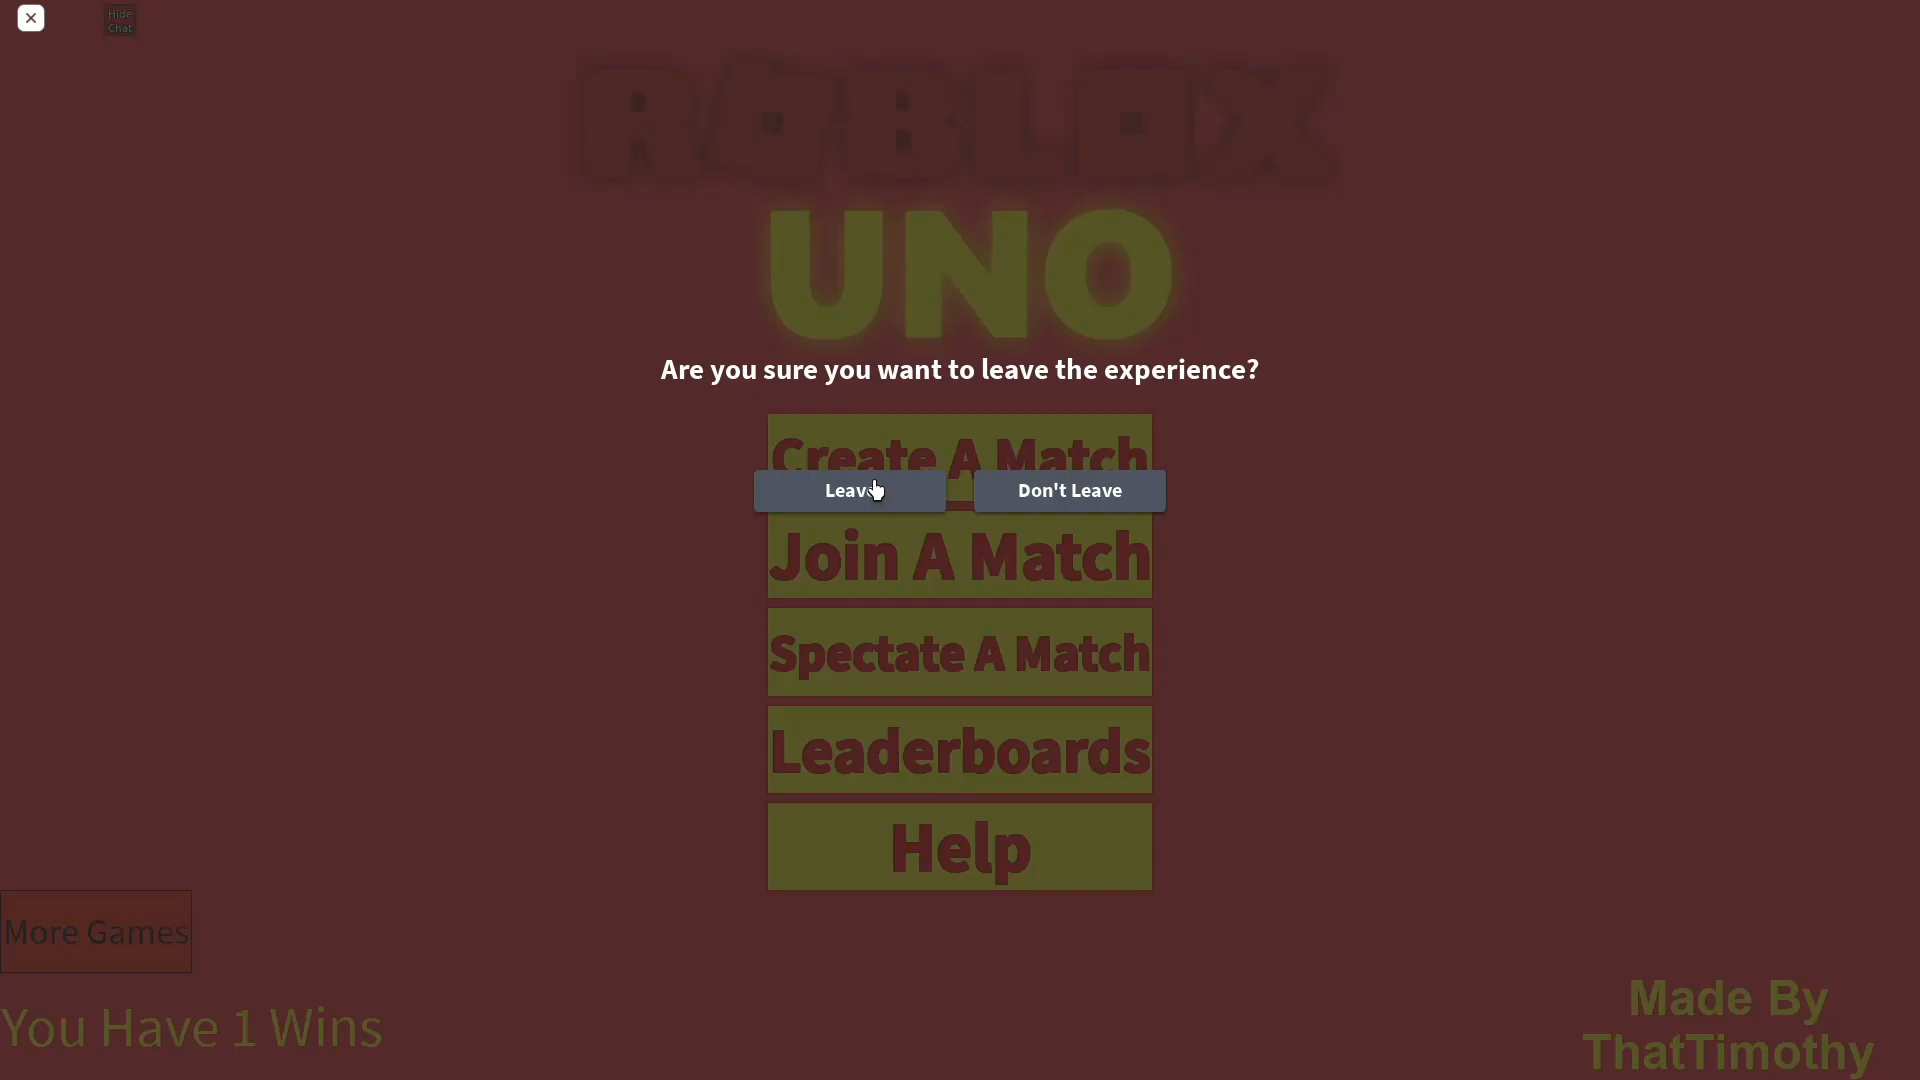 Hide
Chat
ROBLOX
UNO
Are you sure you want to leave the experience?
Create A Match
Leave
Don't Leave
Join A Match
Spectate A Match
Leaderboards
Help
More Games
You Have 1 Wins
Made By
ThatTimothy